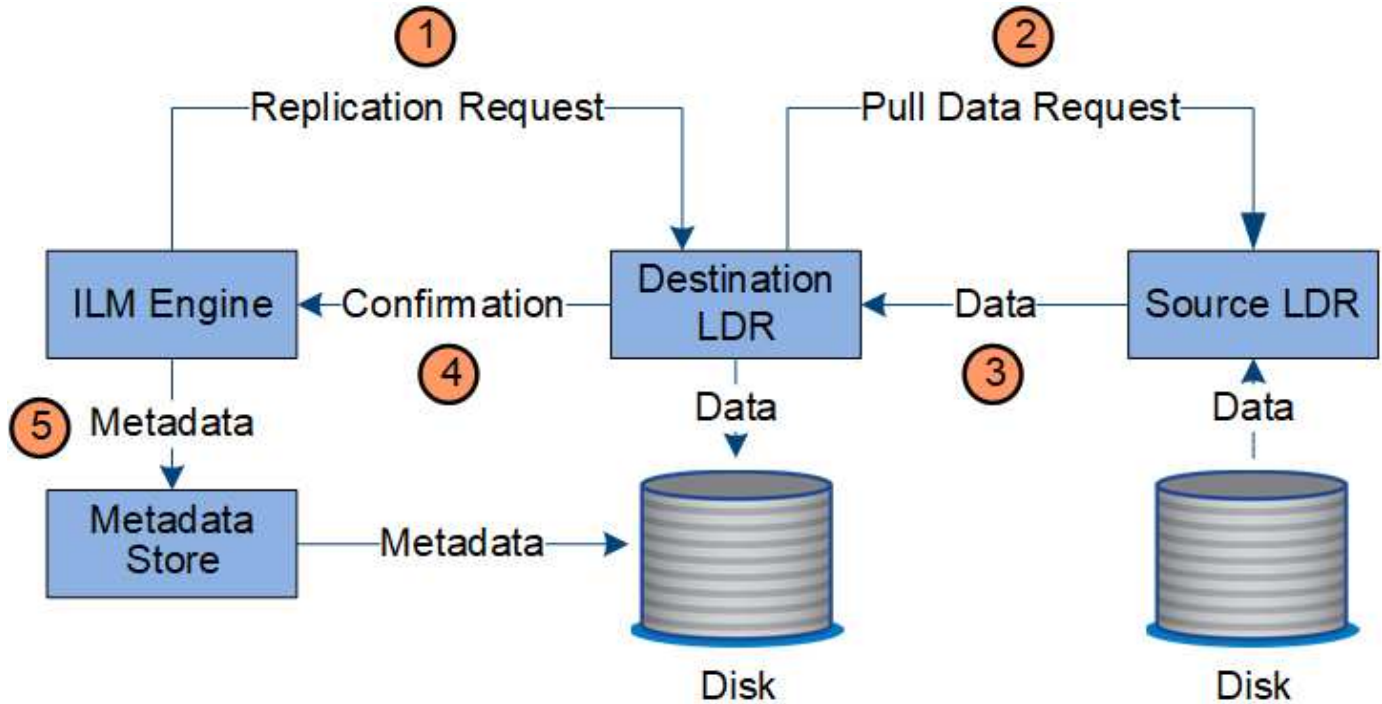 1
2
Replication Request
Pull Data Request
ILM Engine
Confirmation
Destination
LDR
Data
Source LDR
4
3
5
Metadata
Data
Data
Metadata
Store
Metadata
Disk
Disk